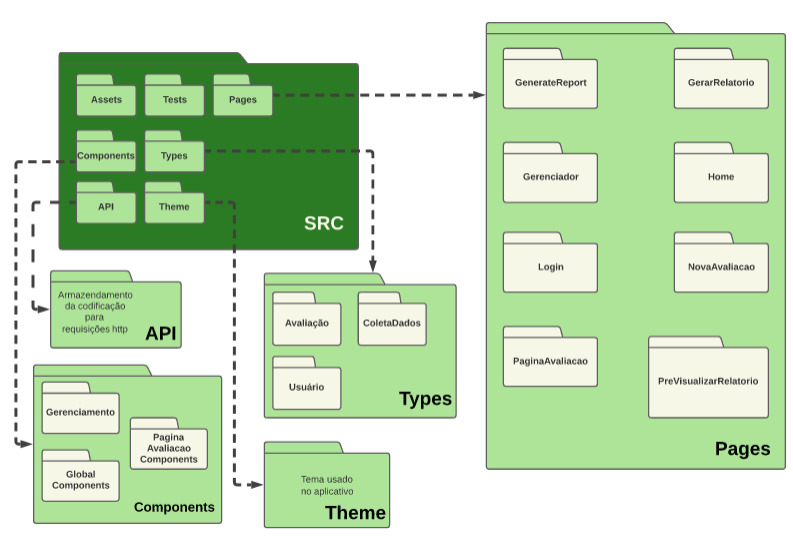 Assets
Tests
Pages
Components
Types
API
Theme
SRC
Armazendamento
da codificação
para
requisições http
API
Gerenciamento
Pagina
Avaliacao
Components
Global
Components
Components
Avaliação
ColetaDados
Usuário
Types
Tema usado
no aplicativo
Theme
GenerateReport
GerarRelatorio
Gerenciador
Home
Login
NovaAvaliacao
PaginaAvaliacao
PreVisualizarRelatorio
Pages